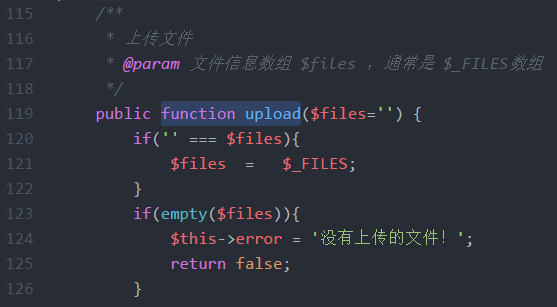 115 /**
116 * 上传文件
117 * @param 文件信息数组 $files ，通常是 $_FILES数组
118 */
119 public function upload($files='') {
120 if('' === $files){
121 $files  =   $_FILES;
122 }
123 if(empty($files)){
124 $this->error = '没有上传的文件！';
125 return false;
126 }